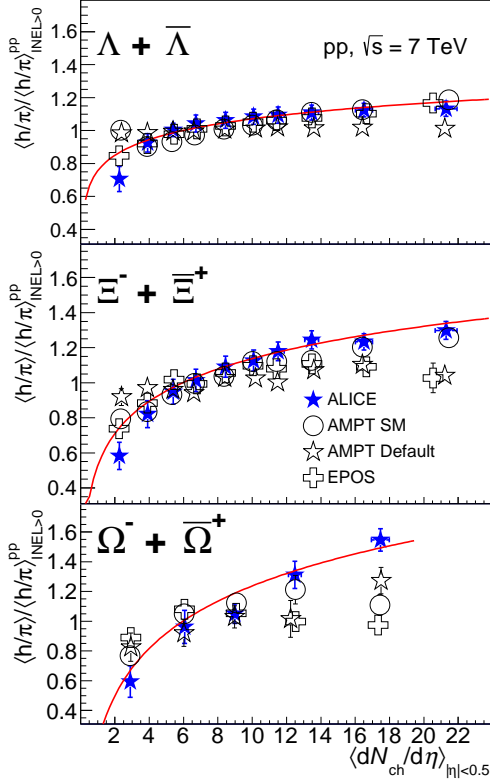 Λ + Λ̅
pp, √s = 7 TeV
⟨h/π⟩/⟨h/π⟩ᵖᵖ_INEL>0
1.6
1.4
1.2
1
0.8
0.6
0.4
Ξ⁻ + Ξ̅⁺
⟨h/π⟩/⟨h/π⟩ᵖᵖ_INEL>0
1.6
1.4
1.2
1
0.8
0.6
0.4
ALICE
AMPT SM
AMPT Default
EPOS
Ω⁻ + Ω̅⁺
⟨h/π⟩/⟨h/π⟩ᵖᵖ_INEL>0
1.6
1.4
1.2
1
0.8
0.6
0.4
2 4 6 8 10 12 14 16 18 20 22
⟨dN_ch/dη⟩_|η|<0.5